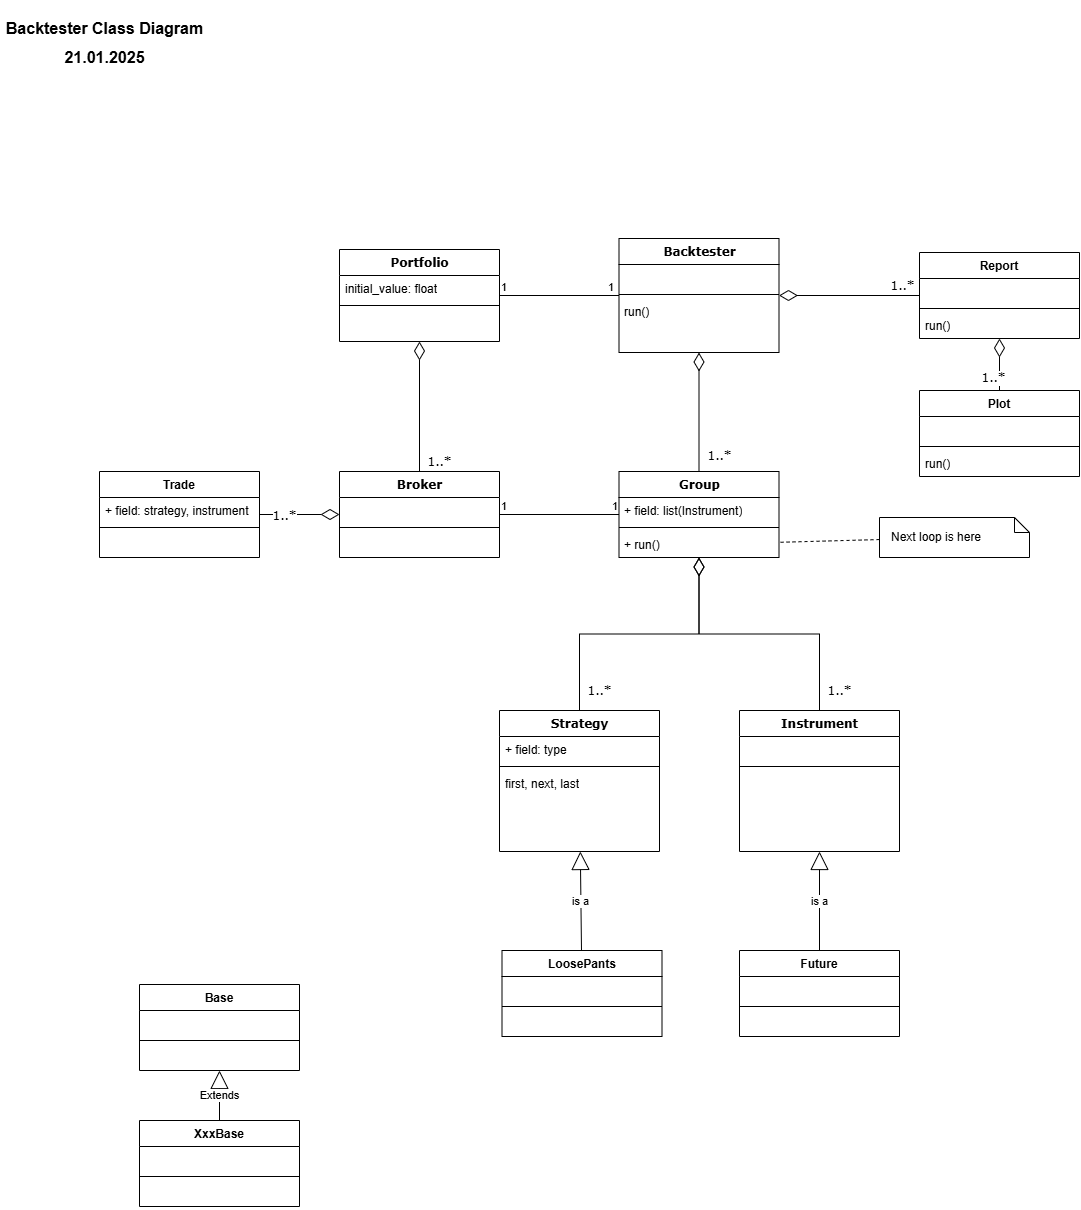 Backtester Class Diagram
21.01.2025
Backtester
run()
Portfolio
initial_value: float
1
1
Report
run()
1..*
1..*
Plot
run()
1..*
1..*
Trade
+ field: strategy, instrument
1..*
Broker
1
1
Group
+ field: list(Instrument)
+ run()
Next loop is here
1..*
1..*
Strategy
+ field: type
first, next, last
Instrument
is a
is a
LoosePants
Future
Base
Extends
XxxBase